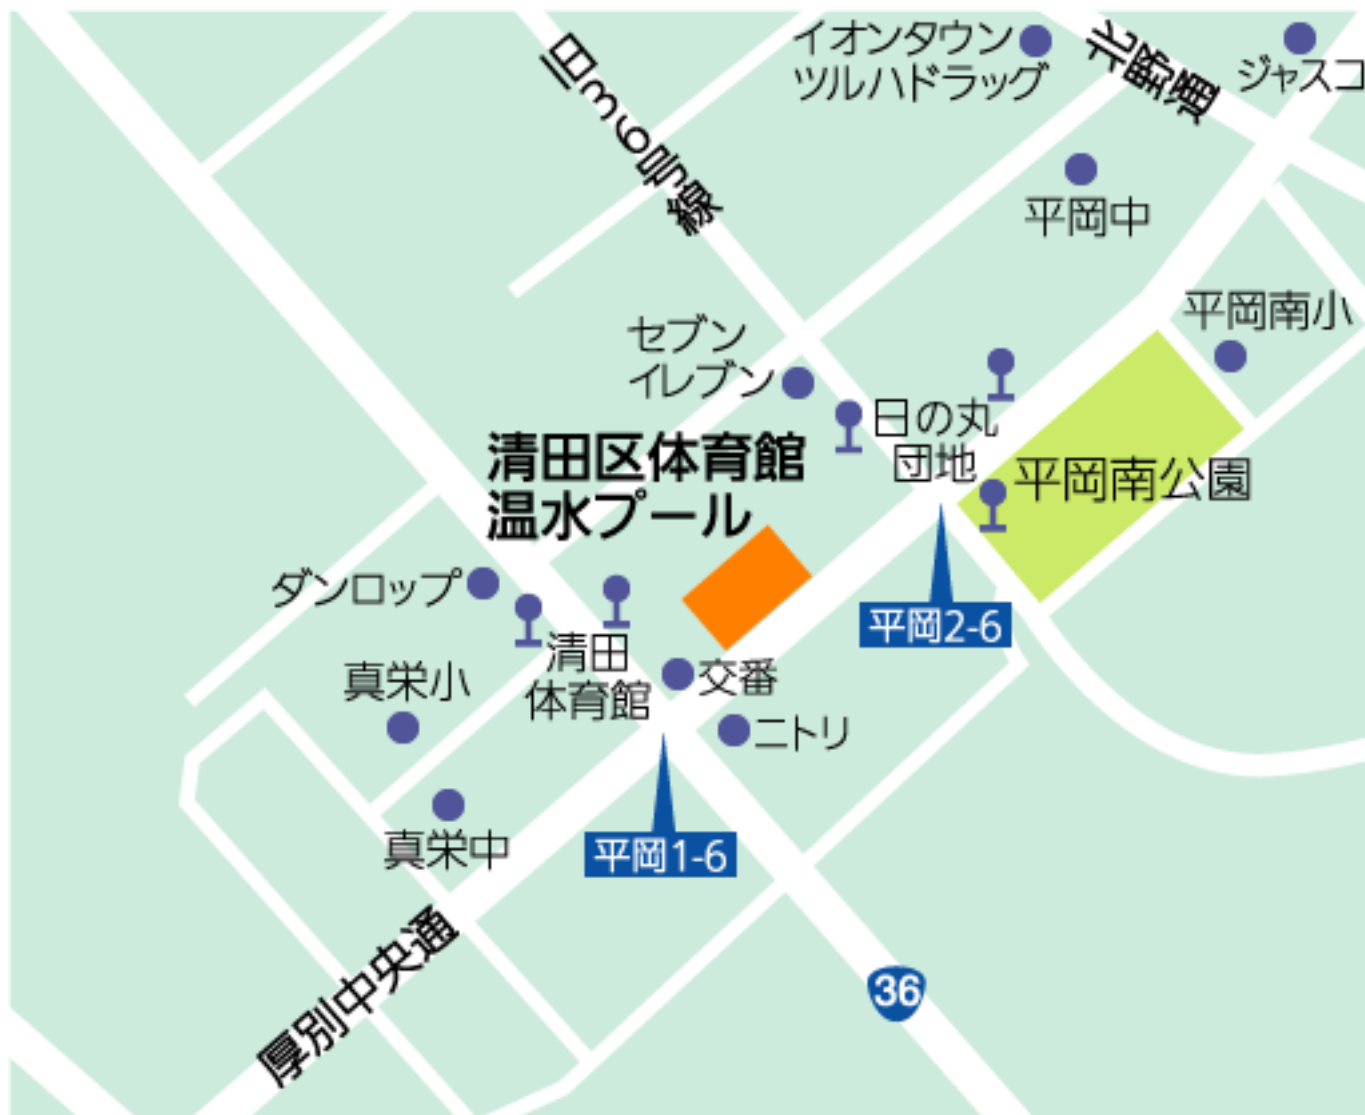 イオンタウン
ツルハドラッグ
北野通
ジャスコ
旧36号線
平岡中
平岡南小
セブン
イレブン
日の丸
団地
清田区体育館
温水プール
平岡南公園
ダンロップ
平岡2-6
清田
体育館
真栄小
交番
ニトリ
真栄中
平岡1-6
厚別中央通
36